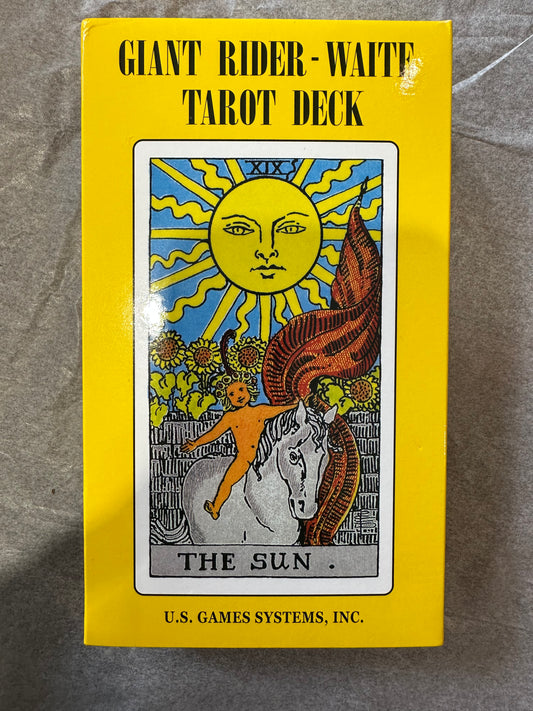 GIANT RIDER-WAITE
TAROT DECK
XIX
THE SUN.
U.S. GAMES SYSTEMS, INC.